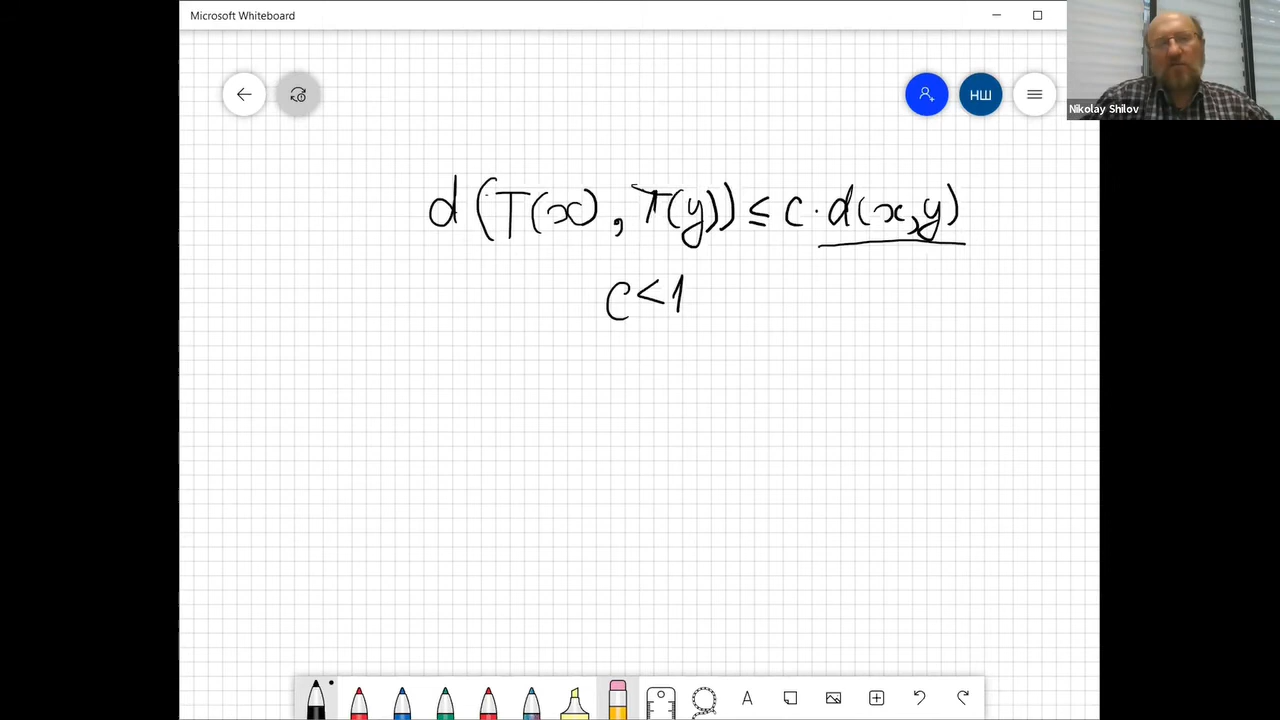 Microsoft Whiteboard
Nikolay Shilov
НШ
d(T(x), T(y)) ≤ c·d(x,y)
c<1
A